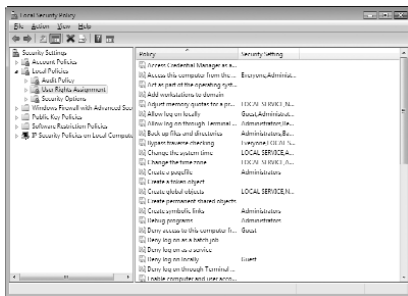 Local Security Policy
File Action View Help
Security Settings
Account Policies
Local Policies
Audit Policy
User Rights Assignment
Security Options
Windows Firewall with Advanced Secu
Public Key Policies
Software Restriction Policies
IP Security Policies on Local Compute
Policy Security Setting
Access Credential Manager as a...
Access this computer from the... Everyone,Administ...
Act as part of the operating syst...
Add workstations to domain
Adjust memory quotas for a pr... LOCAL SERVICE,N...
Allow log on locally Guest,Administrat...
Allow log on through Terminal ... Administrators,Re...
Back up files and directories Administrators,Ba...
Bypass traverse checking Everyone,LOCAL S...
Change the system time LOCAL SERVICE,A...
Change the time zone LOCAL SERVICE,A...
Create a pagefile Administrators
Create a token object
Create global objects LOCAL SERVICE,N...
Create permanent shared objects
Create symbolic links Administrators
Debug programs Administrators
Deny access to this computer fr... Guest
Deny log on as a batch job
Deny log on as a service
Deny log on locally Guest
Deny log on through Terminal ...
Enable computer and user acco...